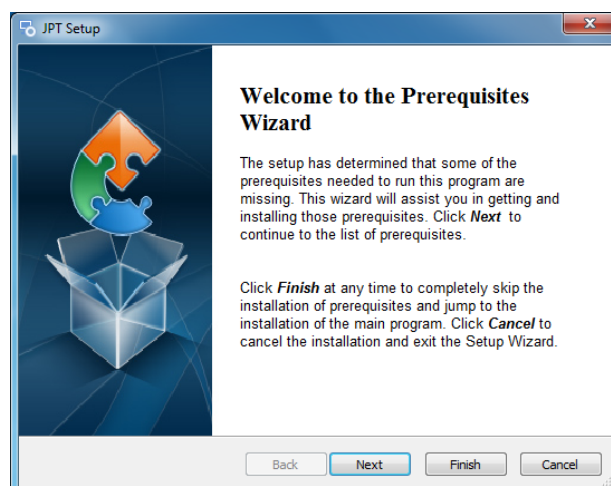 JPT Setup
Welcome to the Prerequisites
Wizard
The setup has determined that some of the
prerequisites needed to run this program are
missing. This wizard will assist you in getting and
installing those prerequisites. Click Next to
continue to the list of prerequisites.
Click Finish at any time to completely skip the
installation of prerequisites and jump to the
installation of the main program. Click Cancel to
cancel the installation and exit the Setup Wizard.
Back Next Finish Cancel